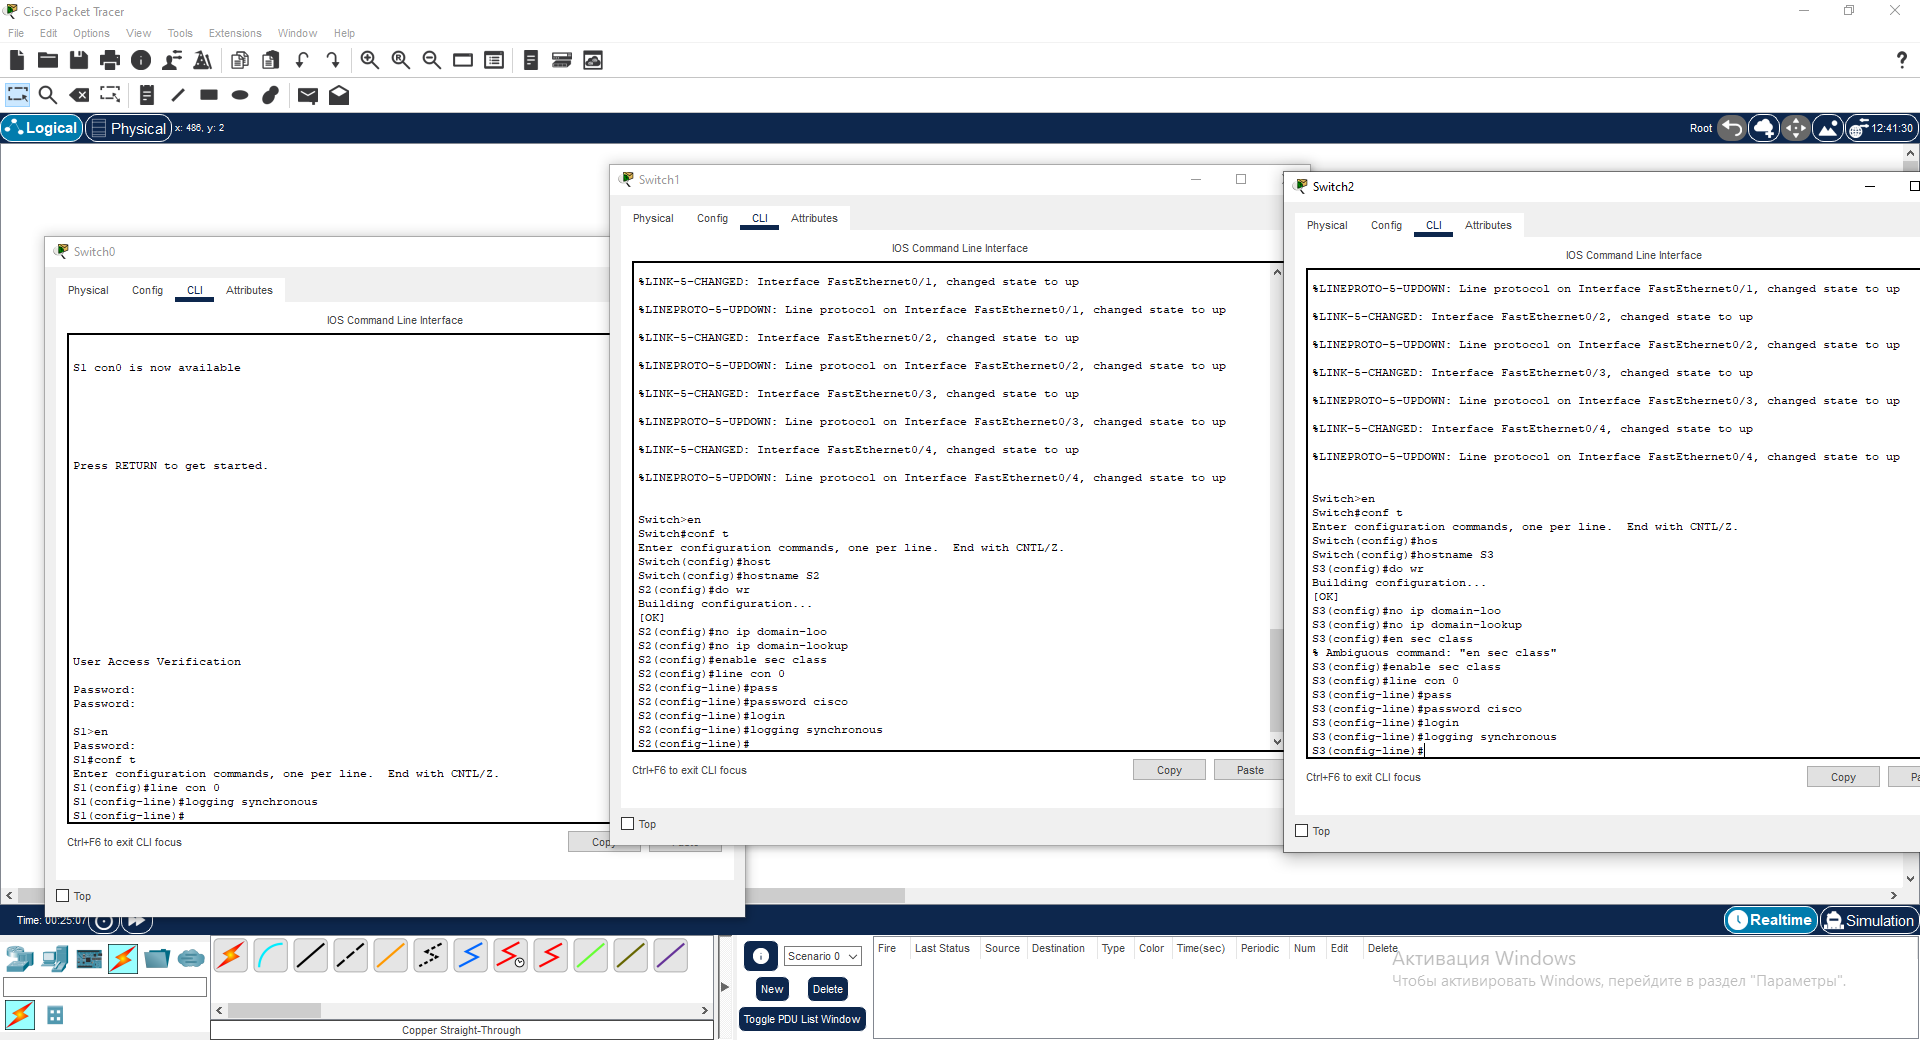 Cisco Packet Tracer
File Edit Options View Tools Extensions Window Help
Logical Physical x: 486, y: 2
Root 12:41:30
Switch0
Physical Config CLI Attributes
IOS Command Line Interface
S1 con0 is now available
Press RETURN to get started.
User Access Verification
Password:
Password:
S1>en
Password:
S1#conf t
Enter configuration commands, one per line.  End with CNTL/Z.
S1(config)#line con 0
S1(config-line)#logging synchronous
S1(config-line)#
Ctrl+F6 to exit CLI focus
Copy
Top
Switch1
Physical Config CLI Attributes
IOS Command Line Interface
%LINK-5-CHANGED: Interface FastEthernet0/1, changed state to up
%LINEPROTO-5-UPDOWN: Line protocol on Interface FastEthernet0/1, changed state to up
%LINK-5-CHANGED: Interface FastEthernet0/2, changed state to up
%LINEPROTO-5-UPDOWN: Line protocol on Interface FastEthernet0/2, changed state to up
%LINK-5-CHANGED: Interface FastEthernet0/3, changed state to up
%LINEPROTO-5-UPDOWN: Line protocol on Interface FastEthernet0/3, changed state to up
%LINK-5-CHANGED: Interface FastEthernet0/4, changed state to up
%LINEPROTO-5-UPDOWN: Line protocol on Interface FastEthernet0/4, changed state to up
Switch>en
Switch#conf t
Enter configuration commands, one per line.  End with CNTL/Z.
Switch(config)#host
Switch(config)#hostname S2
S2(config)#do wr
Building configuration...
[OK]
S2(config)#no ip domain-loo
S2(config)#no ip domain-lookup
S2(config)#enable sec class
S2(config)#line con 0
S2(config-line)#pass
S2(config-line)#password cisco
S2(config-line)#login
S2(config-line)#logging synchronous
S2(config-line)#
Ctrl+F6 to exit CLI focus
Copy Paste
Top
Switch2
Physical Config CLI Attributes
IOS Command Line Interface
%LINEPROTO-5-UPDOWN: Line protocol on Interface FastEthernet0/1, changed state to up
%LINK-5-CHANGED: Interface FastEthernet0/2, changed state to up
%LINEPROTO-5-UPDOWN: Line protocol on Interface FastEthernet0/2, changed state to up
%LINK-5-CHANGED: Interface FastEthernet0/3, changed state to up
%LINEPROTO-5-UPDOWN: Line protocol on Interface FastEthernet0/3, changed state to up
%LINK-5-CHANGED: Interface FastEthernet0/4, changed state to up
%LINEPROTO-5-UPDOWN: Line protocol on Interface FastEthernet0/4, changed state to up
Switch>en
Switch#conf t
Enter configuration commands, one per line.  End with CNTL/Z.
Switch(config)#hos
Switch(config)#hostname S3
S3(config)#do wr
Building configuration...
[OK]
S3(config)#no ip domain-loo
S3(config)#no ip domain-lookup
S3(config)#en sec class
% Ambiguous command: "en sec class"
S3(config)#enable sec class
S3(config)#line con 0
S3(config-line)#pass
S3(config-line)#password cisco
S3(config-line)#login
S3(config-line)#logging synchronous
S3(config-line)#
Ctrl+F6 to exit CLI focus
Copy Pa
Top
Time: 00:25:07
Realtime Simulation
Copper Straight-Through
Scenario 0
New Delete
Toggle PDU List Window
Fire Last Status Source Destination Type Color Time(sec) Periodic Num Edit Delete
Активация Windows
Чтобы активировать Windows, перейдите в раздел "Параметры".